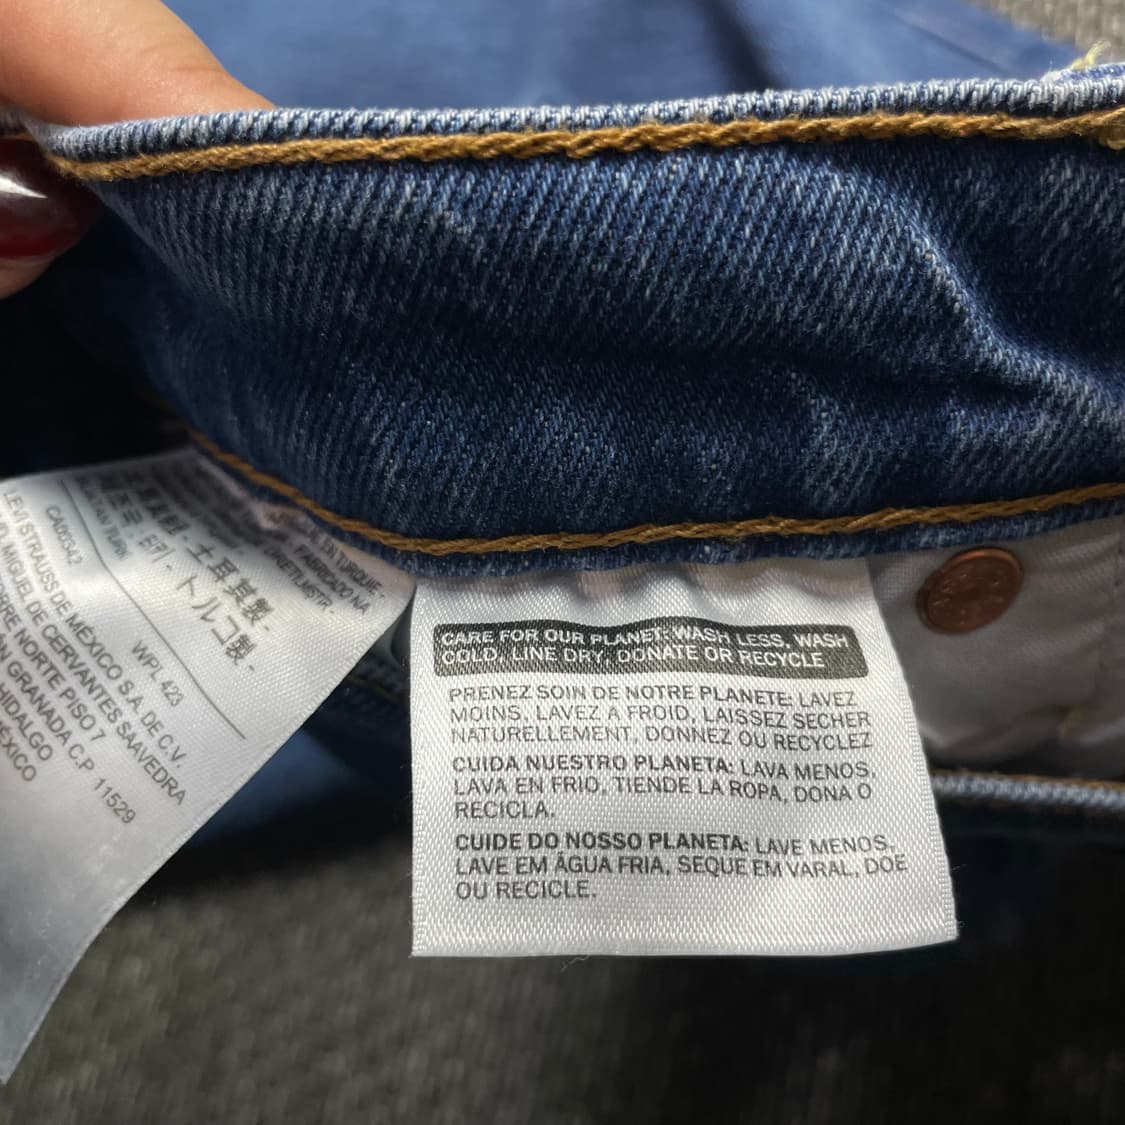 CARE FOR OUR PLANET: WASH LESS, WASH
COLD, LINE DRY, DONATE OR RECYCLE
PRENEZ SOIN DE NOTRE PLANETE: LAVEZ
MOINS, LAVEZ A FROID, LAISSEZ SECHER
NATURELLEMENT, DONNEZ OU RECYCLEZ
CUIDA NUESTRO PLANETA: LAVA MENOS,
LAVA EN FRIO, TIENDE LA ROPA, DONA O
RECICLA.
CUIDE DO NOSSO PLANETA: LAVE MENOS,
LAVE EM ÁGUA FRIA, SEQUE EM VARAL, DOE
OU RECICLE.
EN TURQUIE -
FABRICADO NA
土耳其製 -
トルコ製 -
WPL 423
LEVI STRAUSS DE MÉXICO S.A. DE C.V.
MIGUEL DE CERVANTES SAAVEDRA
NORTE PISO 7
GRANADA C.P 11529
HIDALGO
MÉXICO